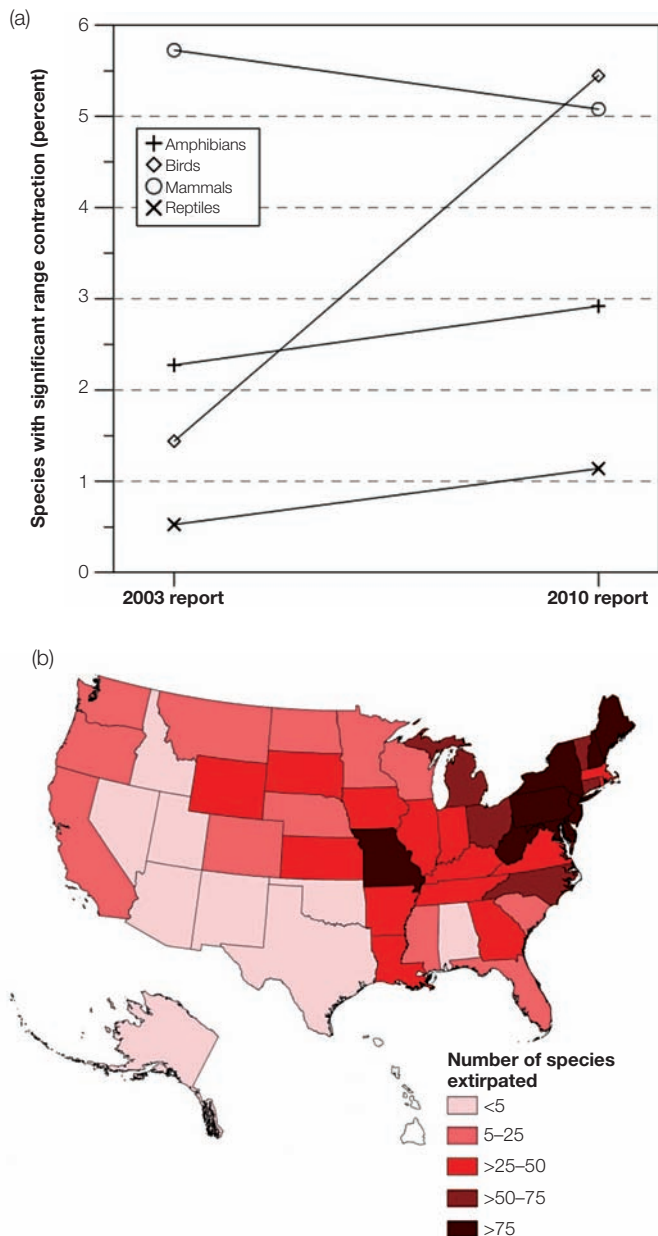 (a)
Species with significant range contraction (percent)
6
5
4
3
2
1
0
Amphibians
Birds
Mammals
Reptiles
2003 report
2010 report
(b)
Number of species
extirpated
<5
5–25
>25–50
>50–75
>75